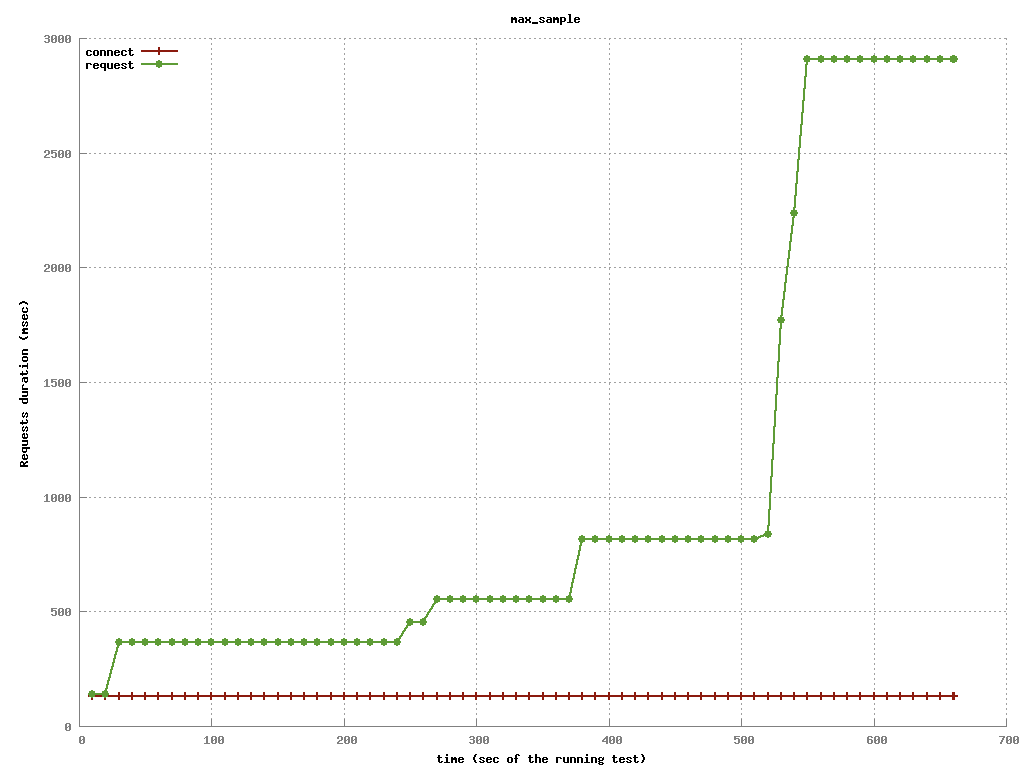 max_sample
3000
connect
request
2500
2000
1500
1000
500
0
Requests duration (msec)
0 100 200 300 400 500 600 700
time (sec of the running test)